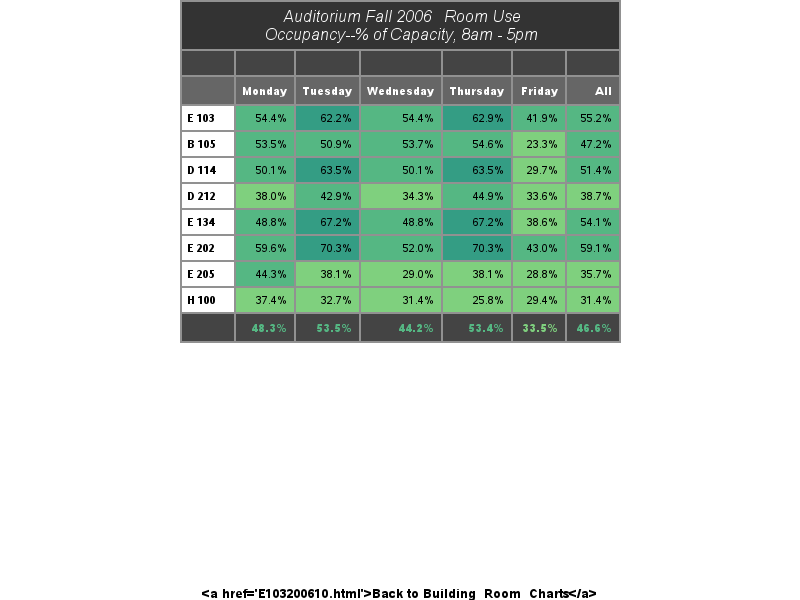 Auditorium Fall 2006   Room Use
Occupancy--% of Capacity, 8am - 5pm
Monday Tuesday Wednesday Thursday Friday All
E 103 54.4% 62.2% 54.4% 62.9% 41.9% 55.2%
B 105 53.5% 50.9% 53.7% 54.6% 23.3% 47.2%
D 114 50.1% 63.5% 50.1% 63.5% 29.7% 51.4%
D 212 38.0% 42.9% 34.3% 44.9% 33.6% 38.7%
E 134 48.8% 67.2% 48.8% 67.2% 38.6% 54.1%
E 202 59.6% 70.3% 52.0% 70.3% 43.0% 59.1%
E 205 44.3% 38.1% 29.0% 38.1% 28.8% 35.7%
H 100 37.4% 32.7% 31.4% 25.8% 29.4% 31.4%
48.3% 53.5% 44.2% 53.4% 33.5% 46.6%
<a href='E103200610.html'>Back to Building  Room  Charts</a>